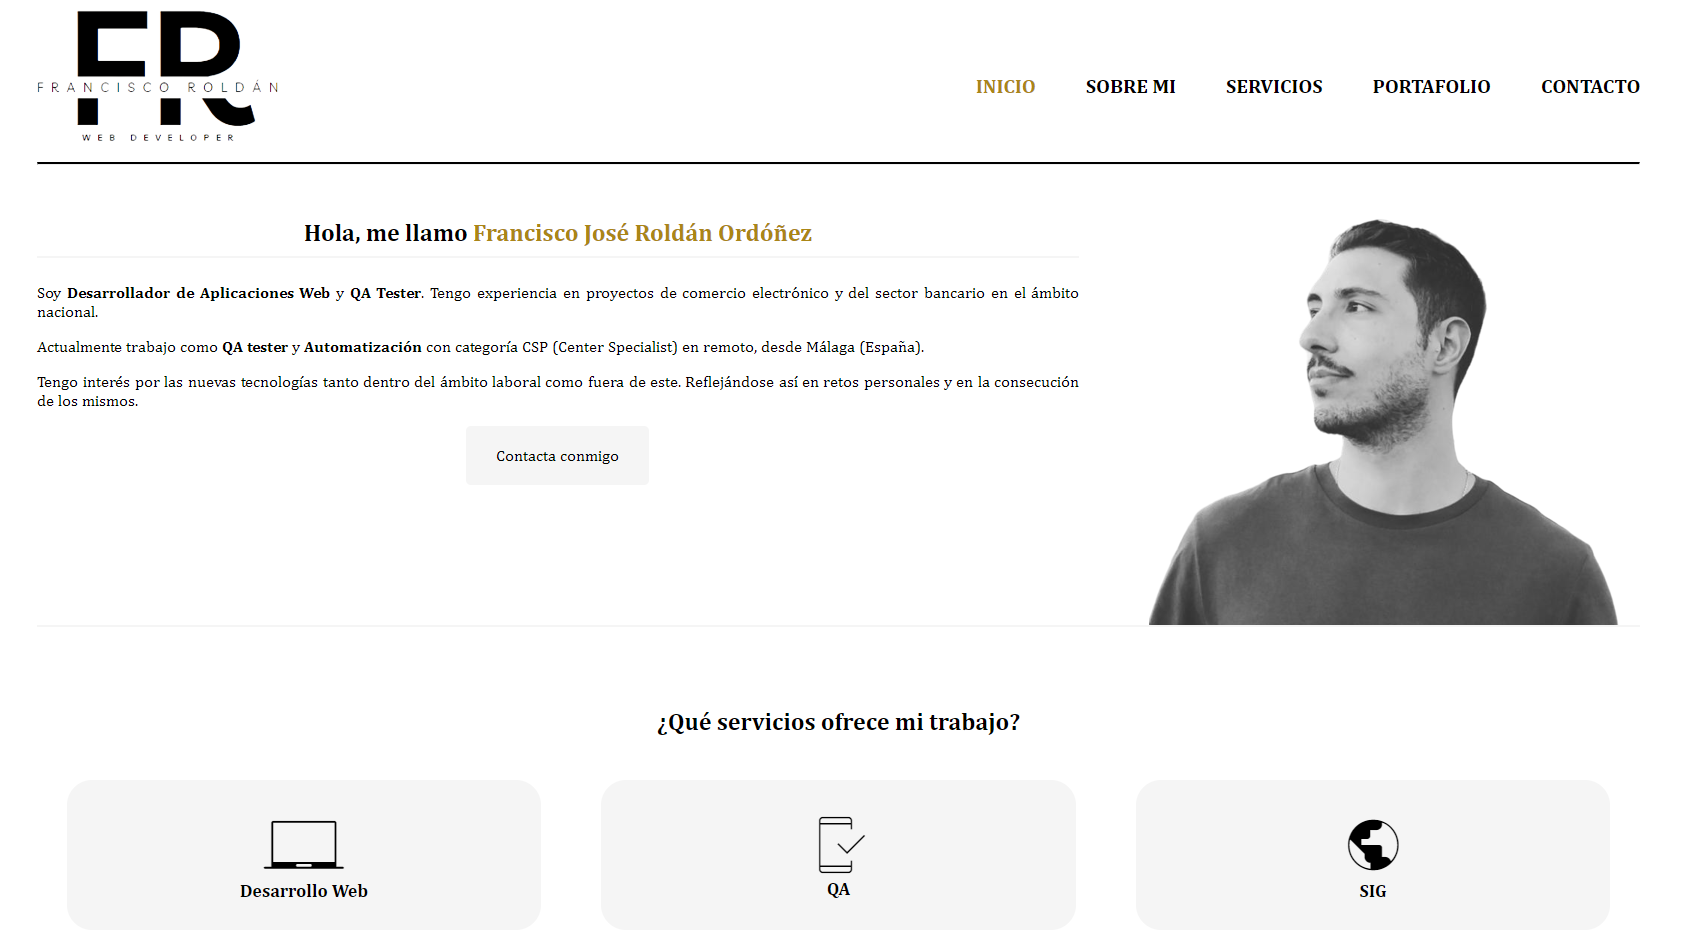 FR
FRANCISCO ROLDÁN
WEB DEVELOPER
INICIO SOBRE MI SERVICIOS PORTAFOLIO CONTACTO
Hola, me llamo Francisco José Roldán Ordóñez
Soy Desarrollador de Aplicaciones Web y QA Tester. Tengo experiencia en proyectos de comercio electrónico y del sector bancario en el ámbito
nacional.
Actualmente trabajo como QA tester y Automatización con categoría CSP (Center Specialist) en remoto, desde Málaga (España).
Tengo interés por las nuevas tecnologías tanto dentro del ámbito laboral como fuera de este. Reflejándose así en retos personales y en la consecución
de los mismos.
Contacta conmigo
¿Qué servicios ofrece mi trabajo?
Desarrollo Web
QA
SIG